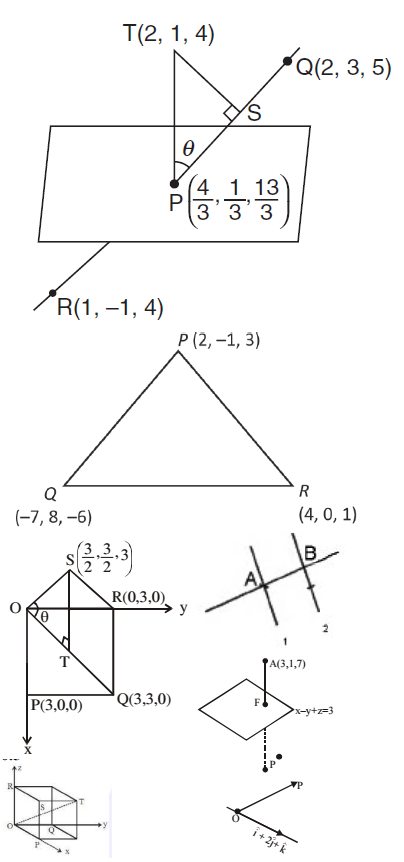 T(2, 1, 4)
Q(2, 3, 5)
S
θ
P(4/3, 1/3, 13/3)
R(1, –1, 4)
P (2, –1, 3)
Q
R
(–7, 8, –6)
(4, 0, 1)
S(3/2, 3/2, 3)
O
θ
R(0,3,0)
y
T
P(3,0,0)
Q(3,3,0)
x
B
A
1
2
A(3,1,7)
F
x–y+z=3
P
z
R
S
T
O
Q
y
P
x
P
O
î + 2ĵ + k̂